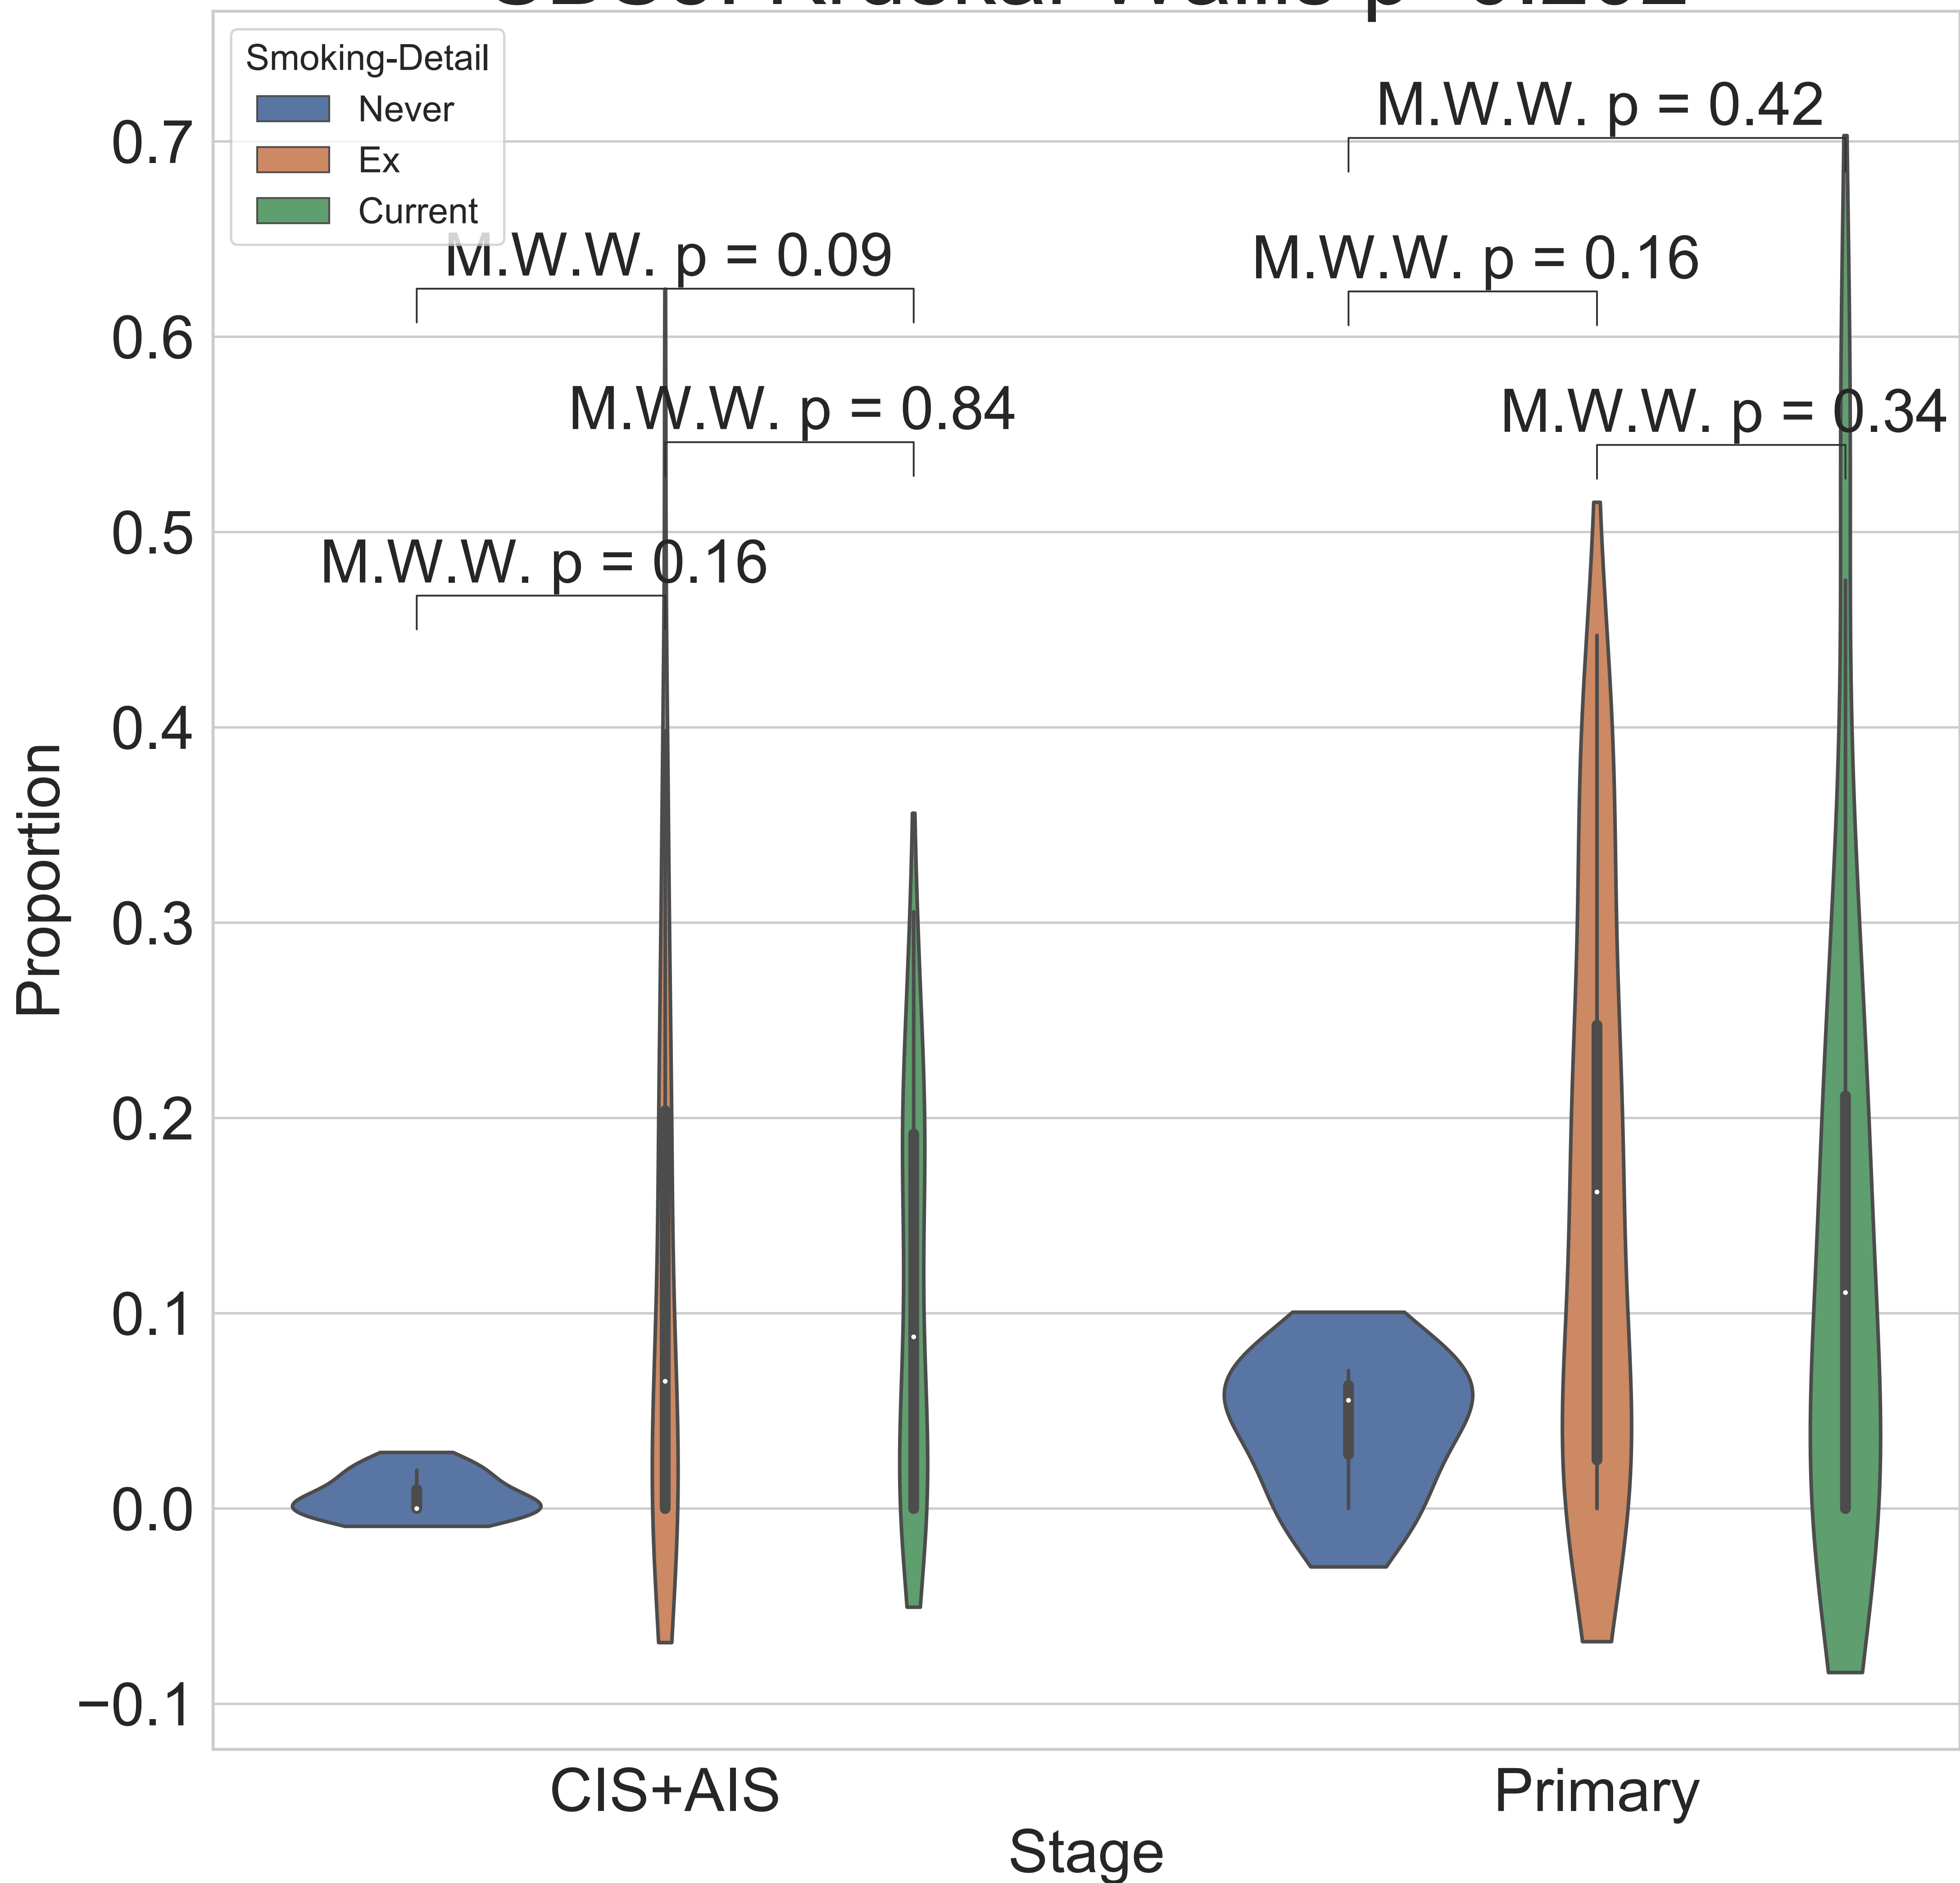 Smoking-Detail
Never
Ex
Current
M.W.W. p = 0.42
M.W.W. p = 0.09
M.W.W. p = 0.16
M.W.W. p = 0.84
M.W.W. p = 0.34
M.W.W. p = 0.16
0.7
0.6
0.5
0.4
0.3
0.2
0.1
0.0
−0.1
Proportion
CIS+AIS
Primary
Stage